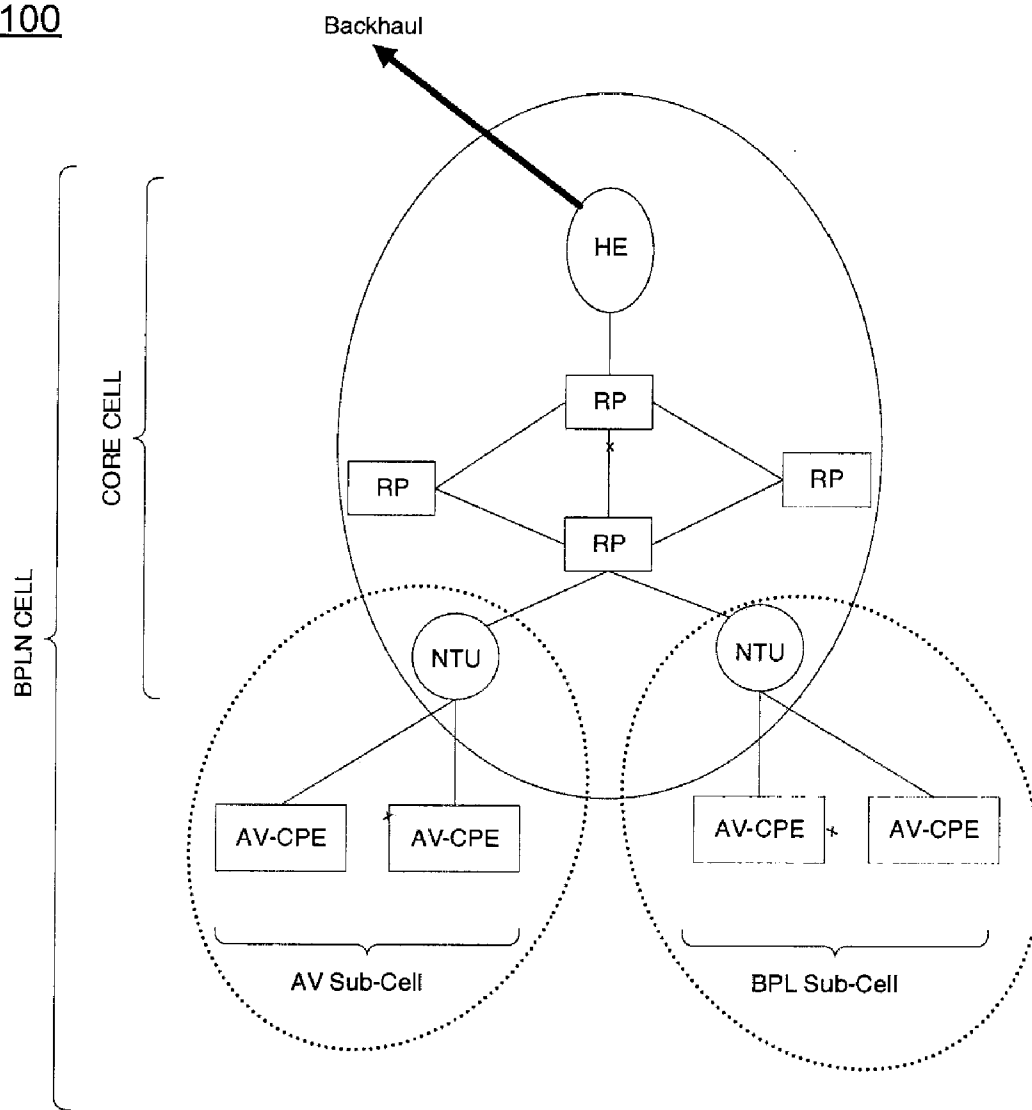 100
Backhaul
HE
RP
RP
RP
RP
CORE CELL
BPLN CELL
NTU
NTU
AV-CPE
AV-CPE
AV-CPE
AV-CPE
AV Sub-Cell
BPL Sub-Cell